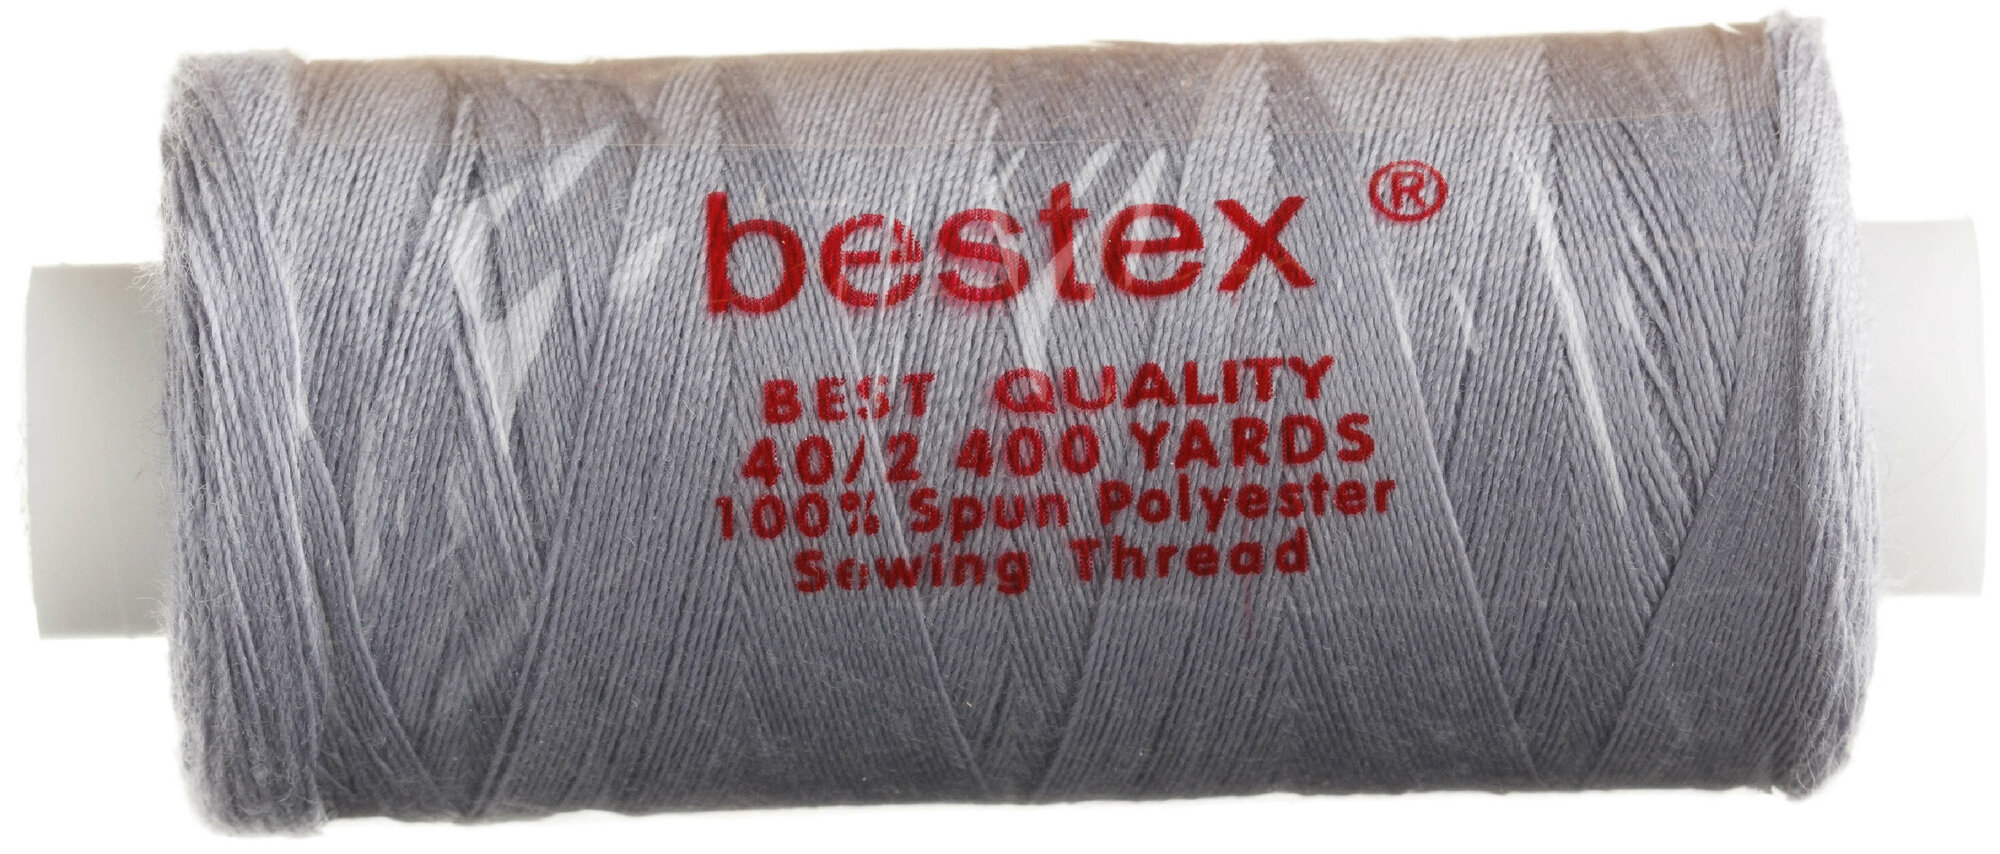 bestex ®
BEST QUALITY
40/2 400 YARDS
100% Spun Polyester
Sewing Thread